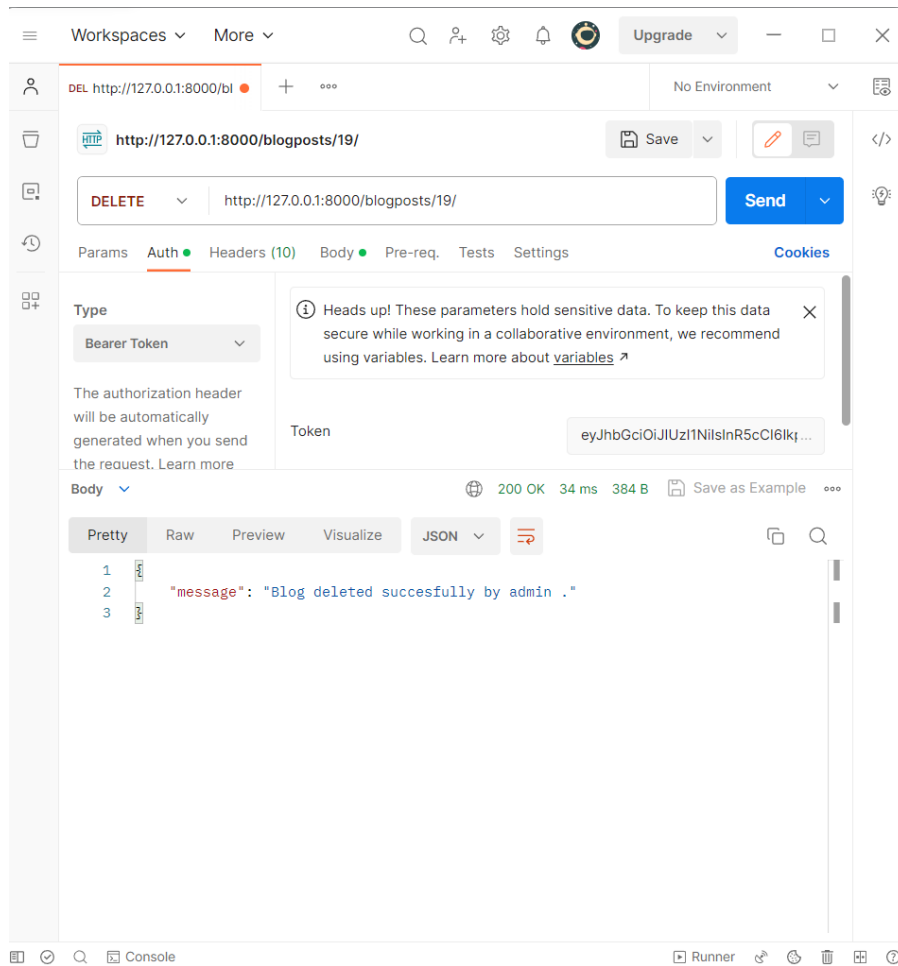 Workspaces More Upgrade
DEL http://127.0.0.1:8000/bl No Environment
HTTP http://127.0.0.1:8000/blogposts/19/ Save
DELETE http://127.0.0.1:8000/blogposts/19/ Send
Params Auth Headers (10) Body Pre-req. Tests Settings Cookies
Type
Bearer Token
The authorization header
will be automatically
generated when you send
the request. Learn more
Heads up! These parameters hold sensitive data. To keep this data
secure while working in a collaborative environment, we recommend
using variables. Learn more about variables ↗
Token
Body 200 OK 34 ms 384 B Save as Example
Pretty Raw Preview Visualize JSON
1 {
2 "message": "Blog deleted succesfully by admin ."
3 }
Console Runner